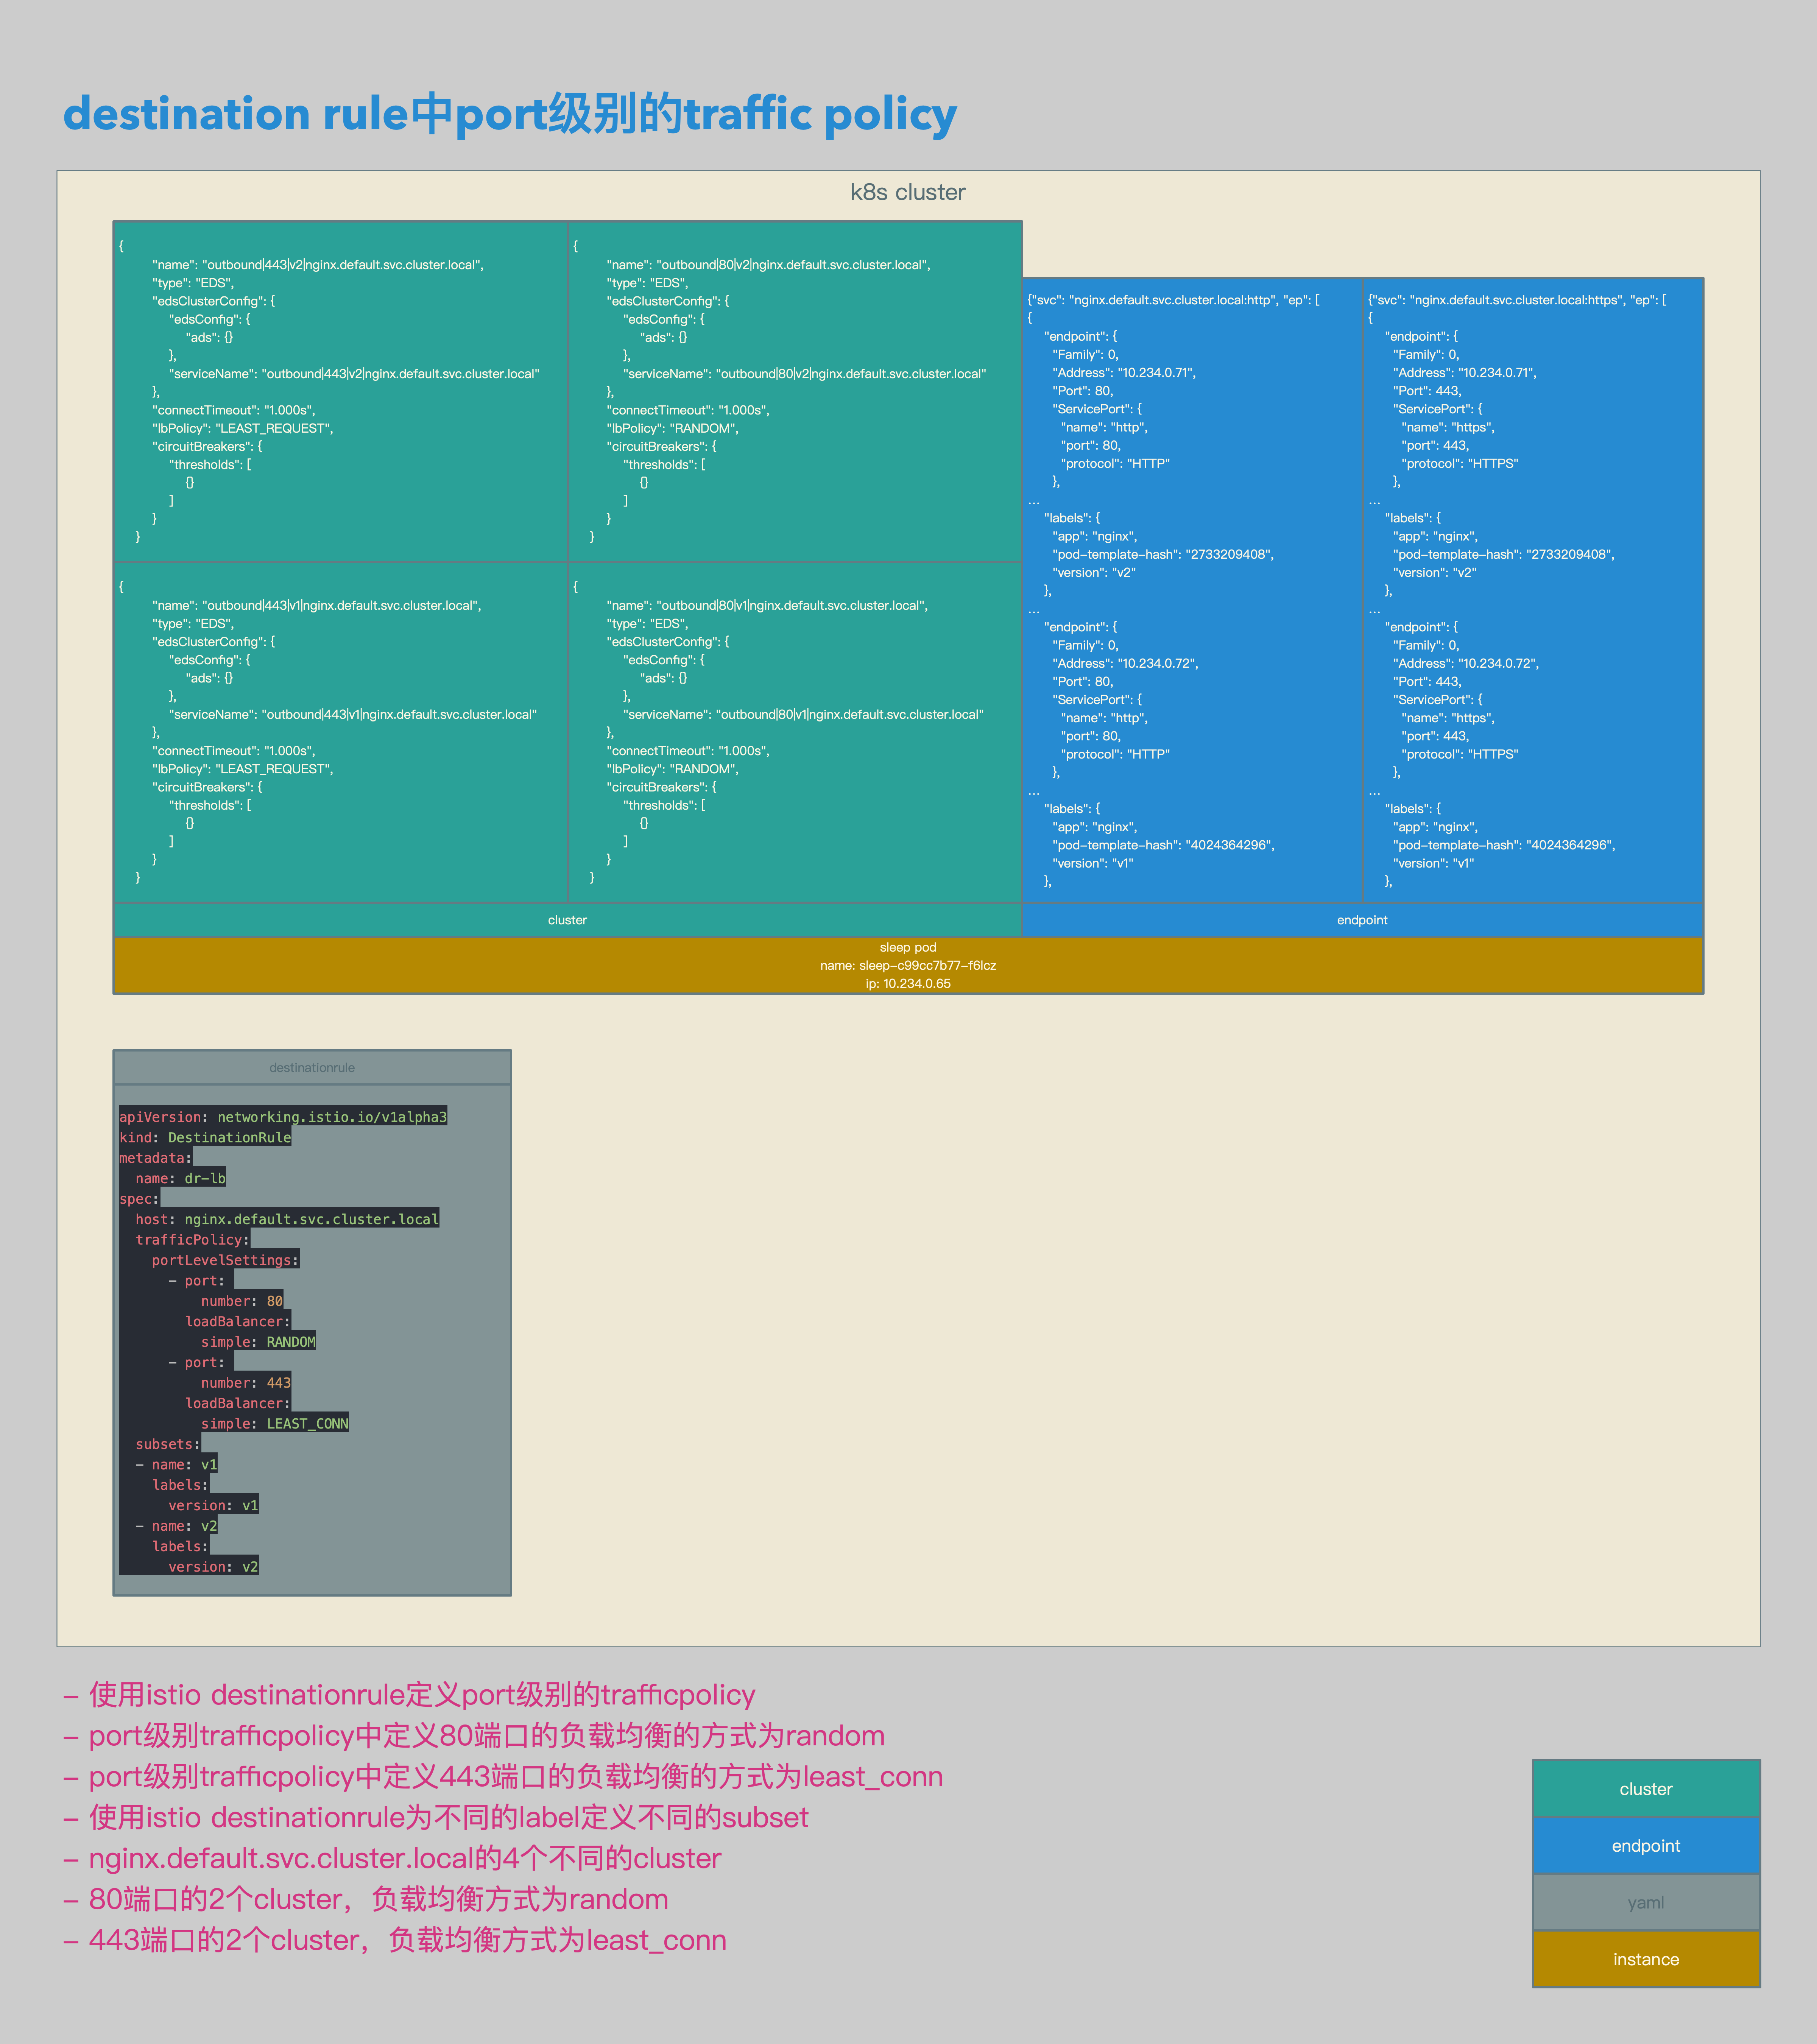 destination rule中port级别的traffic policy
k8s cluster
{
"name": "outbound|443|v2|nginx.default.svc.cluster.local",
"type": "EDS",
"edsClusterConfig": {
"edsConfig": {
"ads": {}
},
"serviceName": "outbound|443|v2|nginx.default.svc.cluster.local"
},
"connectTimeout": "1.000s",
"lbPolicy": "LEAST_REQUEST",
"circuitBreakers": {
"thresholds": [
{}
]
}
}
{
"name": "outbound|80|v2|nginx.default.svc.cluster.local",
"type": "EDS",
"edsClusterConfig": {
"edsConfig": {
"ads": {}
},
"serviceName": "outbound|80|v2|nginx.default.svc.cluster.local"
},
"connectTimeout": "1.000s",
"lbPolicy": "RANDOM",
"circuitBreakers": {
"thresholds": [
{}
]
}
}
{
"name": "outbound|443|v1|nginx.default.svc.cluster.local",
"type": "EDS",
"edsClusterConfig": {
"edsConfig": {
"ads": {}
},
"serviceName": "outbound|443|v1|nginx.default.svc.cluster.local"
},
"connectTimeout": "1.000s",
"lbPolicy": "LEAST_REQUEST",
"circuitBreakers": {
"thresholds": [
{}
]
}
}
{
"name": "outbound|80|v1|nginx.default.svc.cluster.local",
"type": "EDS",
"edsClusterConfig": {
"edsConfig": {
"ads": {}
},
"serviceName": "outbound|80|v1|nginx.default.svc.cluster.local"
},
"connectTimeout": "1.000s",
"lbPolicy": "RANDOM",
"circuitBreakers": {
"thresholds": [
{}
]
}
}
{"svc": "nginx.default.svc.cluster.local:http", "ep": [
{
"endpoint": {
"Family": 0,
"Address": "10.234.0.71",
"Port": 80,
"ServicePort": {
"name": "http",
"port": 80,
"protocol": "HTTP"
},
...
"labels": {
"app": "nginx",
"pod-template-hash": "2733209408",
"version": "v2"
},
...
"endpoint": {
"Family": 0,
"Address": "10.234.0.72",
"Port": 80,
"ServicePort": {
"name": "http",
"port": 80,
"protocol": "HTTP"
},
...
"labels": {
"app": "nginx",
"pod-template-hash": "4024364296",
"version": "v1"
},
{"svc": "nginx.default.svc.cluster.local:https", "ep": [
{
"endpoint": {
"Family": 0,
"Address": "10.234.0.71",
"Port": 443,
"ServicePort": {
"name": "https",
"port": 443,
"protocol": "HTTPS"
},
...
"labels": {
"app": "nginx",
"pod-template-hash": "2733209408",
"version": "v2"
},
...
"endpoint": {
"Family": 0,
"Address": "10.234.0.72",
"Port": 443,
"ServicePort": {
"name": "https",
"port": 443,
"protocol": "HTTPS"
},
...
"labels": {
"app": "nginx",
"pod-template-hash": "4024364296",
"version": "v1"
},
cluster
endpoint
sleep pod
name: sleep-c99cc7b77-f6lcz
ip: 10.234.0.65
destinationrule
apiVersion: networking.istio.io/v1alpha3
kind: DestinationRule
metadata:
name: dr-lb
spec:
host: nginx.default.svc.cluster.local
trafficPolicy:
portLevelSettings:
- port:
number: 80
loadBalancer:
simple: RANDOM
- port:
number: 443
loadBalancer:
simple: LEAST_CONN
subsets:
- name: v1
labels:
version: v1
- name: v2
labels:
version: v2
- 使用istio destinationrule定义port级别的trafficpolicy
- port级别trafficpolicy中定义80端口的负载均衡的方式为random
- port级别trafficpolicy中定义443端口的负载均衡的方式为least_conn
- 使用istio destinationrule为不同的label定义不同的subset
- nginx.default.svc.cluster.local的4个不同的cluster
- 80端口的2个cluster，负载均衡方式为random
- 443端口的2个cluster，负载均衡方式为least_conn
cluster
endpoint
yaml
instance